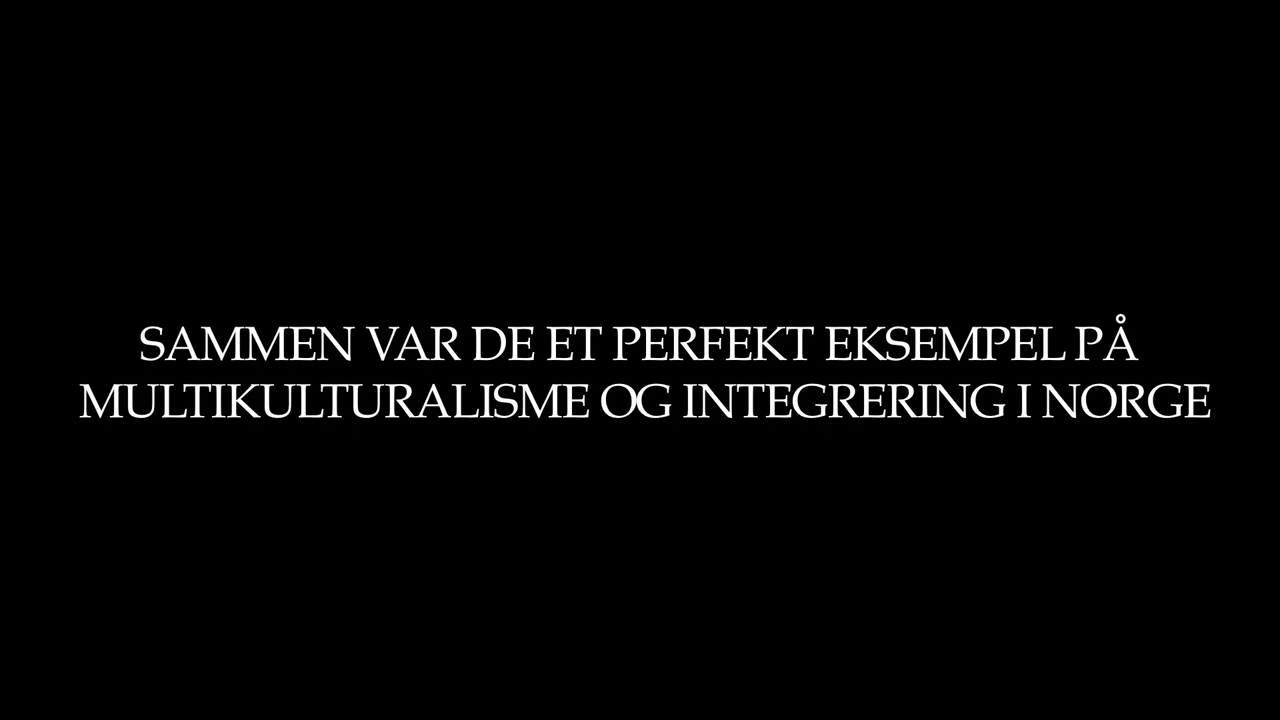 SAMMEN VAR DE ET PERFEKT EKSEMPEL PÅ
MULTIKULTURALISME OG INTEGRERING I NORGE